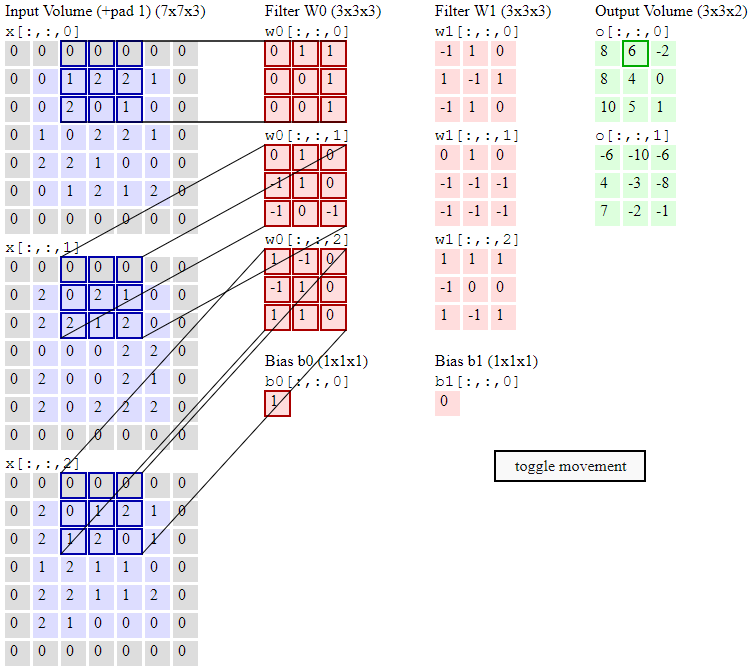 Input Volume (+pad 1) (7x7x3)
x[:,:,0]
0 0 0 0 0 0 0
0 0 1 2 2 1 0
0 0 2 0 1 0 0
0 1 0 2 2 1 0
0 2 2 1 0 0 0
0 0 1 2 1 2 0
0 0 0 0 0 0 0
x[:,:,1]
0 0 0 0 0 0 0
0 2 0 2 1 0 0
0 2 2 1 2 0 0
0 0 0 0 2 2 0
0 0 0 0 2 1 0
0 2 0 2 2 2 0
0 0 0 0 0 0 0
x[:,:,2]
0 0 0 0 0 0 0
0 2 0 1 2 1 0
0 2 1 2 0 1 0
0 1 2 1 1 0 0
0 2 2 1 1 2 0
0 2 1 0 0 0 0
0 0 0 0 0 0 0
Filter W0 (3x3x3)
w0[:,:,0]
0 1 1
0 0 1
0 0 1
w0[:,:,1]
0 1 0
-1 1 0
-1 0 -1
w0[:,:,2]
1 -1 0
-1 1 0
1 1 0
Bias b0 (1x1x1)
b0[:,:,0]
1
Filter W1 (3x3x3)
w1[:,:,0]
-1 1 0
1 -1 1
-1 1 0
w1[:,:,1]
0 1 0
-1 -1 -1
-1 -1 -1
w1[:,:,2]
1 1 1
-1 0 0
1 -1 1
Bias b1 (1x1x1)
b1[:,:,0]
0
Output Volume (3x3x2)
o[:,:,0]
8 6 -2
8 4 0
10 5 1
o[:,:,1]
-6 -10 -6
4 -3 -8
7 -2 -1
toggle movement